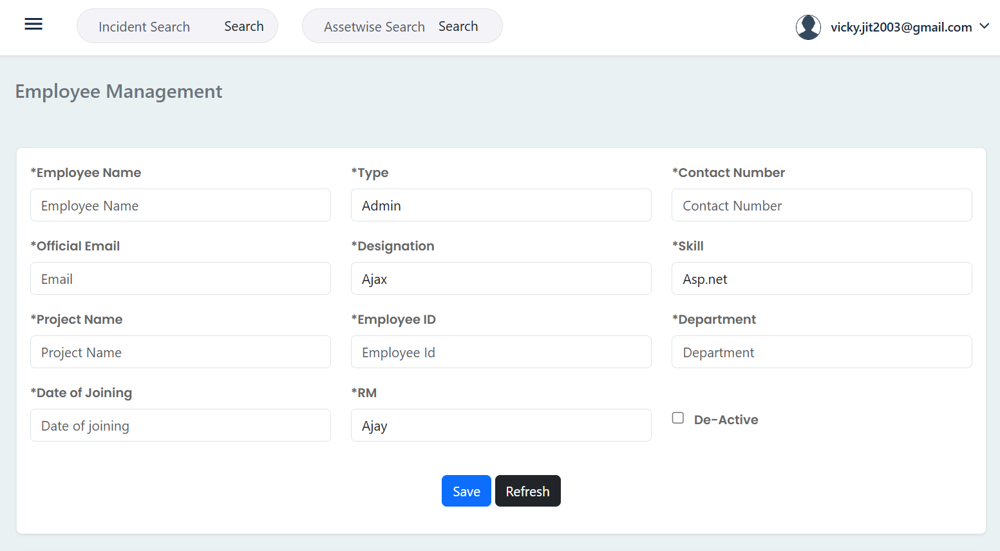 Incident Search Search Assetwise Search Search vicky.jit2003@gmail.com
Employee Management
*Employee Name *Type *Contact Number
Employee Name Admin Contact Number
*Official Email *Designation *Skill
Email Ajax Asp.net
*Project Name *Employee ID *Department
Project Name Employee Id Department
*Date of Joining *RM
Date of joining Ajay De-Active
Save Refresh